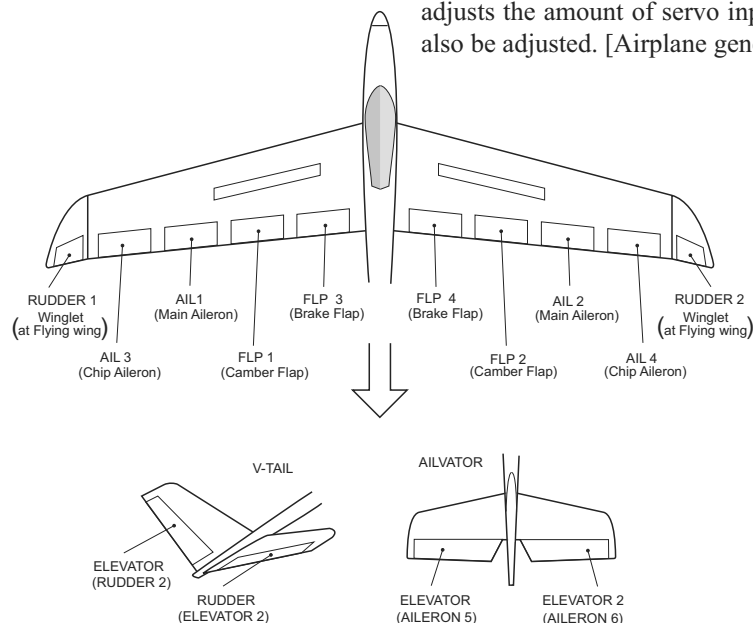 adjusts the amount of servo
also be adjusted. [Airplane
RUDDER 1
Winglet
(at Flying wing)
AIL 3
(Chip Aileron)
AIL1
(Main Aileron)
FLP 1
(Camber Flap)
FLP 3
(Brake Flap)
FLP 4
(Brake Flap)
FLP 2
(Camber Flap)
AIL 2
(Main Aileron)
AIL 4
(Chip Aileron)
RUDDER 2
Winglet
(at Flying wing)
V-TAIL
ELEVATOR
(RUDDER 2)
RUDDER
(ELEVATOR 2)
AILVATOR
ELEVATOR
(AILERON 5)
ELEVATOR 2
(AILERON 6)